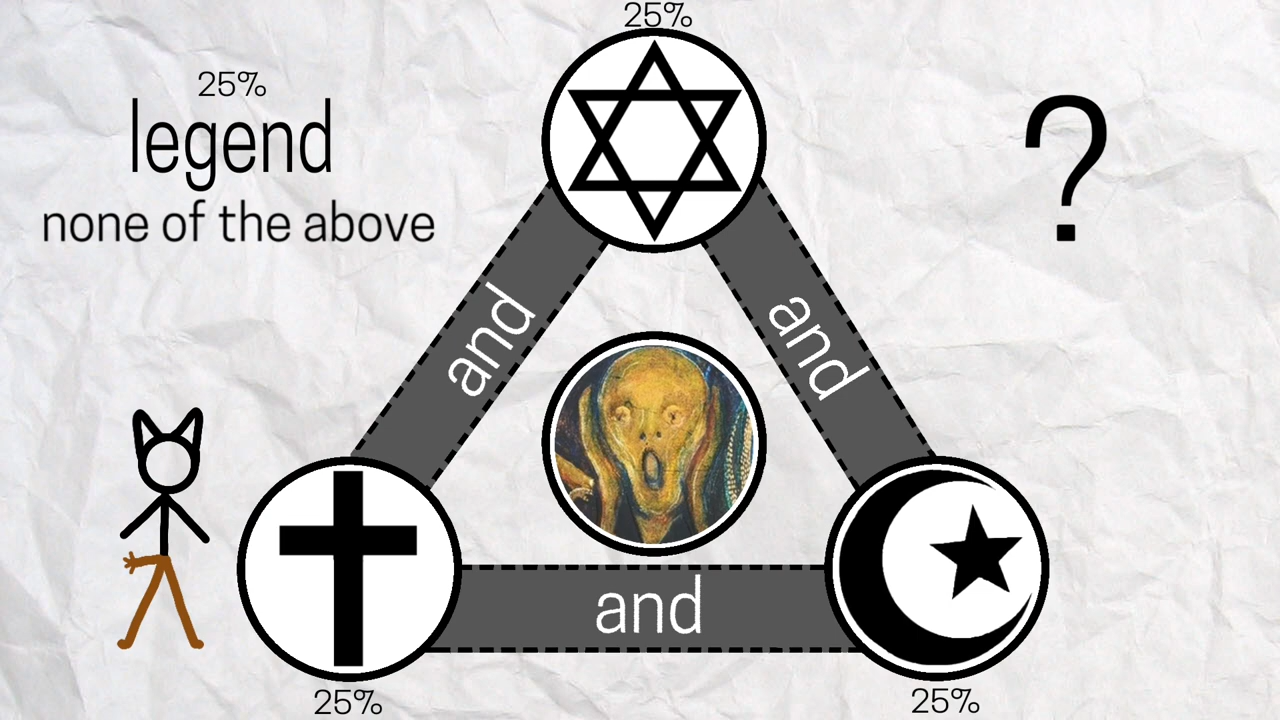 25%
25%
legend
none of the above
?
and
and
and
25%
25%